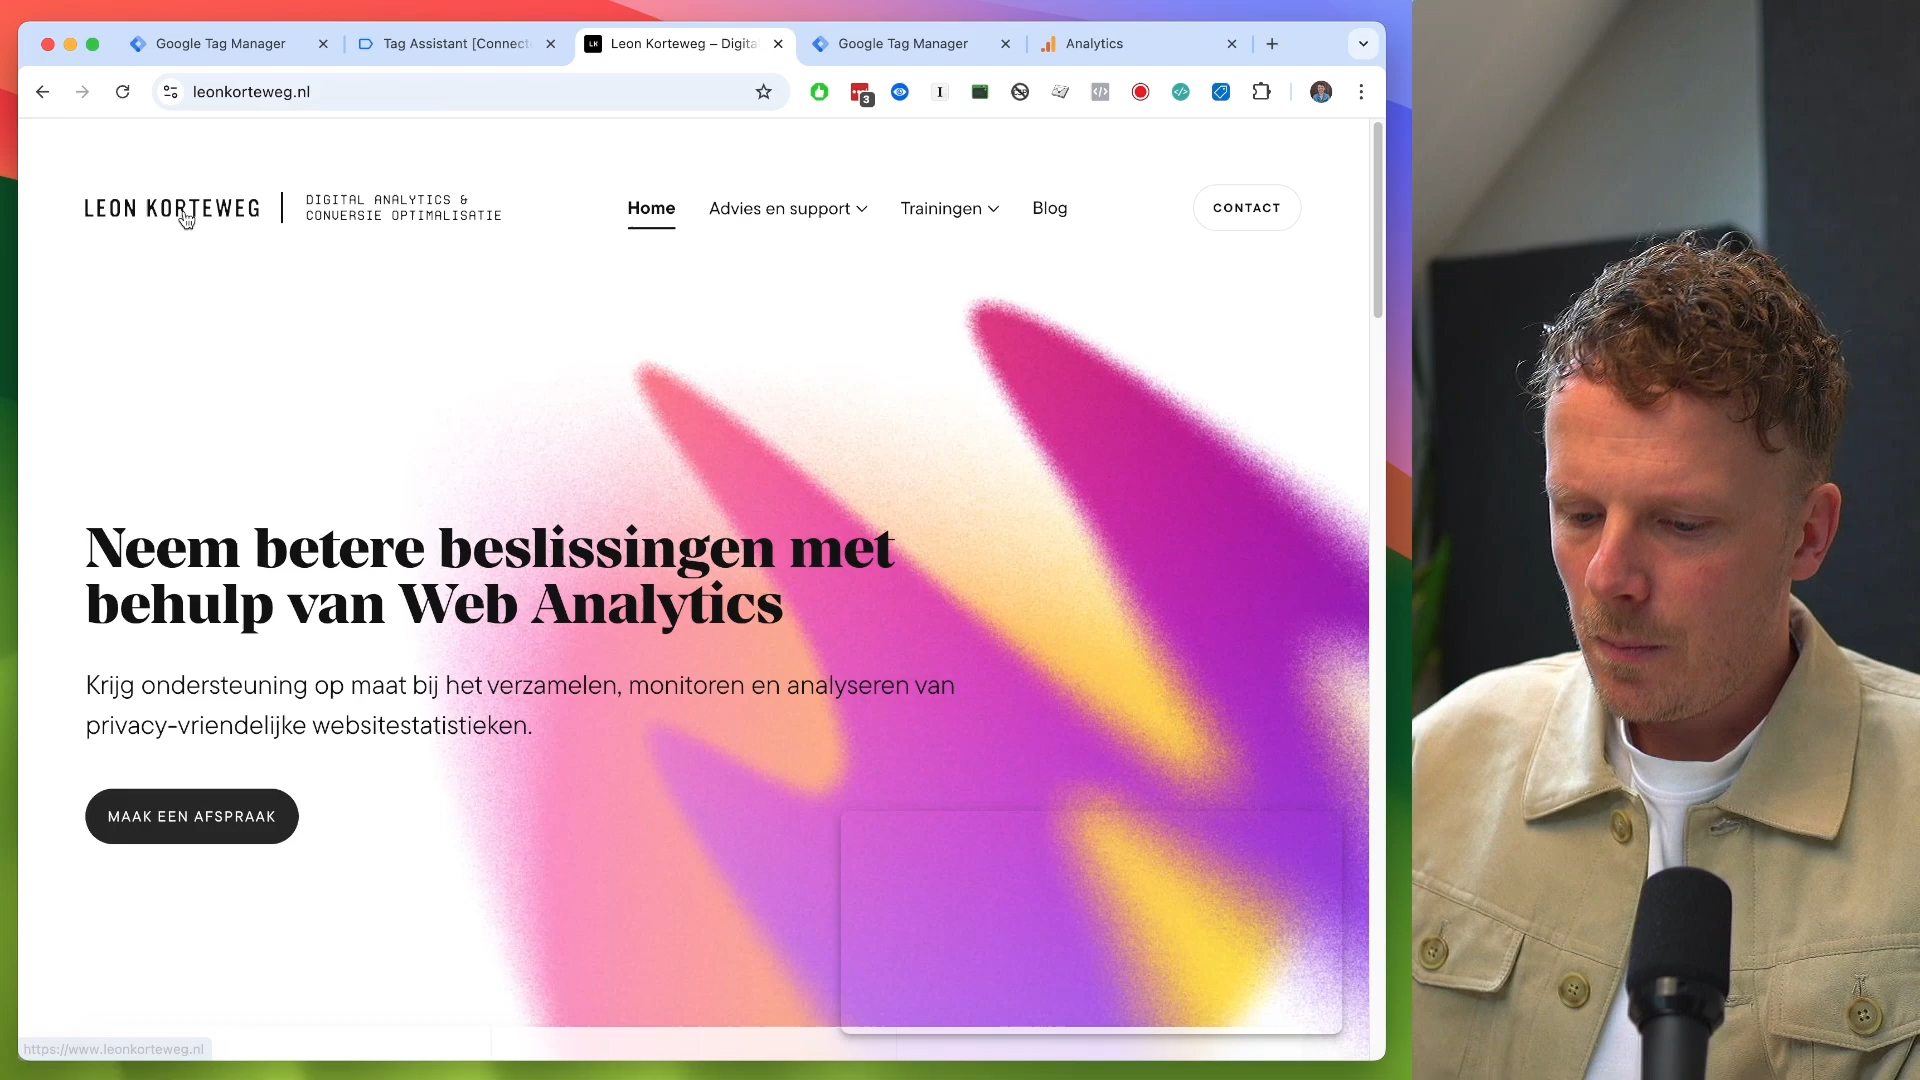 Google Tag Manager
Tag Assistant [Connect
Leon Korteweg – Digita
Google Tag Manager
Analytics
leonkorteweg.nl
3
LEON KORTEWEG
DIGITAL ANALYTICS &
CONVERSIE OPTIMALISATIE
Home
Advies en support
Trainingen
Blog
CONTACT
Neem betere beslissingen met
behulp van Web Analytics
Krijg ondersteuning op maat bij het verzamelen, monitoren en analyseren van
privacy-vriendelijke websitestatistieken.
MAAK EEN AFSPRAAK
https://www.leonkorteweg.nl